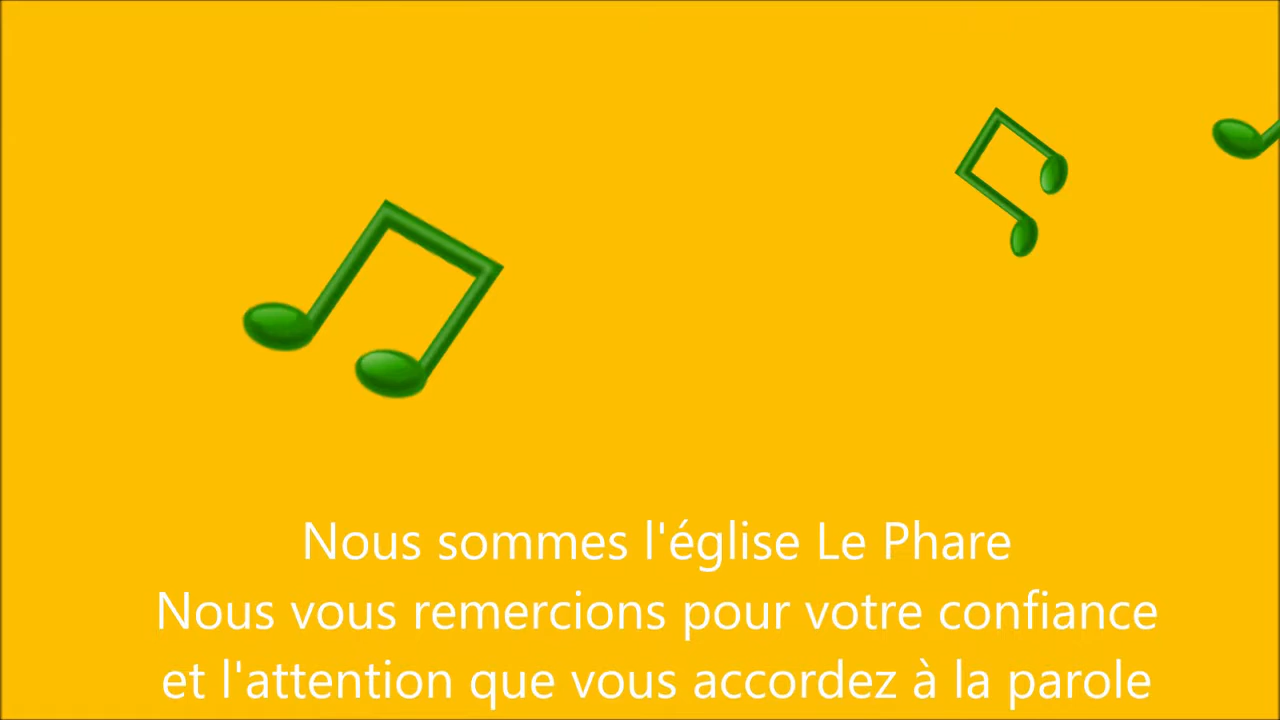 Nous sommes l'église Le Phare
Nous vous remercions pour votre confiance
et l'attention que vous accordez à la parole